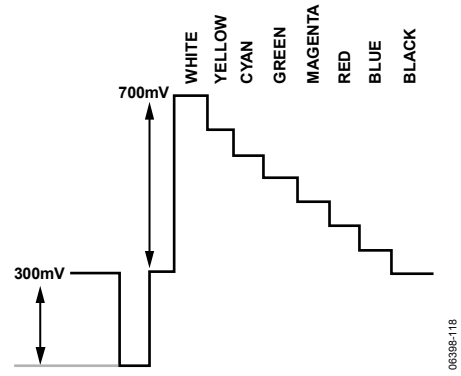 WHITE
YELLOW
CYAN
GREEN
MAGENTA
RED
BLUE
BLACK
700mV
300mV
06398-118